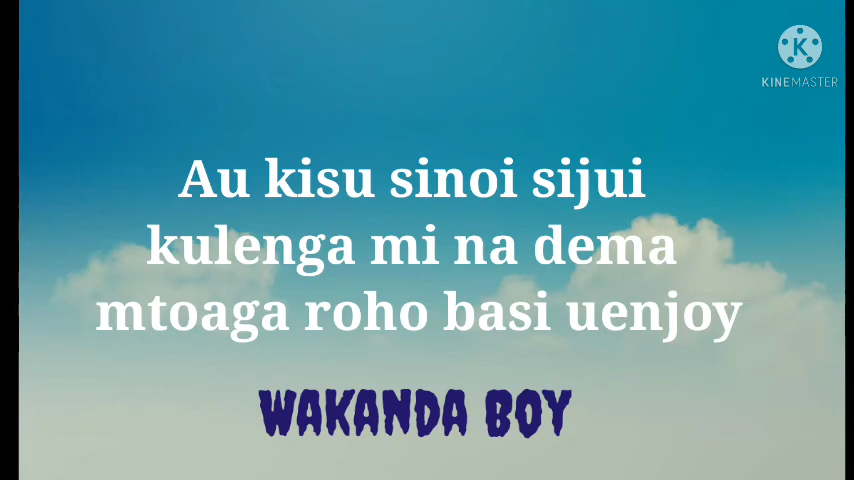 KINEMASTER
Au kisu sinoi sijui
kulenga mi na dema
mtoaga roho basi uenjoy
WAKANDA BOY